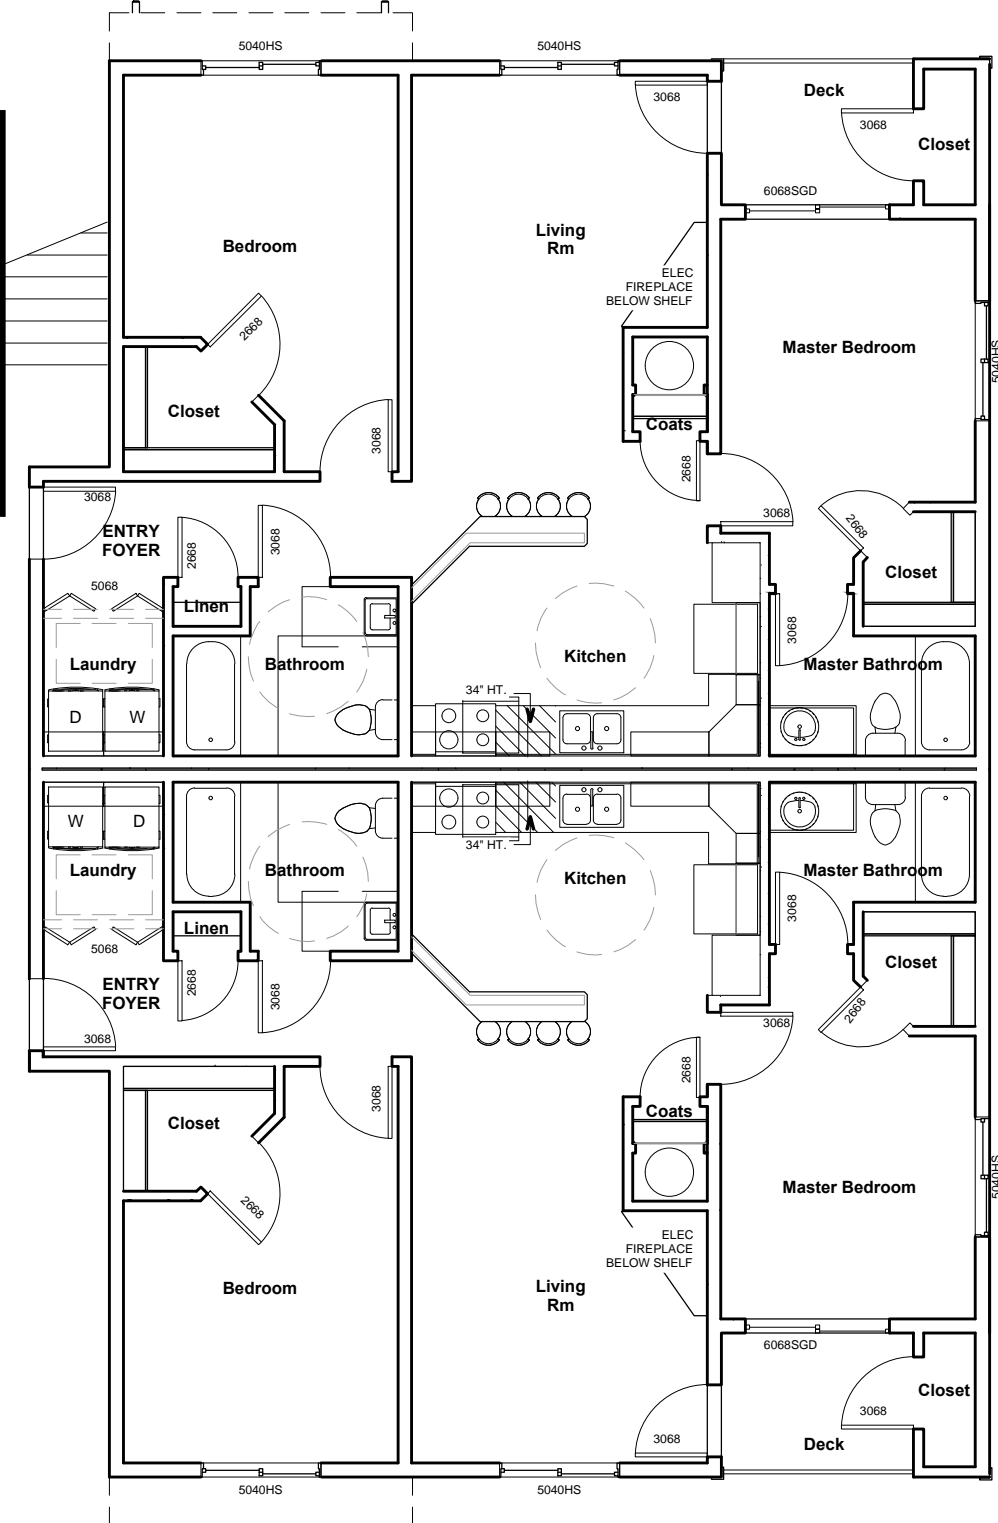 5040HS
5040HS
3068
Deck
3068
Closet
6068SGD
Bedroom
Living
Rm
ELEC
FIREPLACE
BELOW SHELF
2668
Master Bedroom
5040HS
Closet
Coats
3068
2668
3068
3068
2668
ENTRY
FOYER
2668
3068
Closet
5068
Linen
3068
Laundry
Bathroom
Kitchen
Master Bathroom
34" HT.
D
W
W
D
34" HT.
Laundry
Bathroom
Kitchen
Master Bathroom
3068
Linen
5068
Closet
ENTRY
FOYER
2668
3068
2668
3068
3068
2668
3068
Coats
Closet
Master Bedroom
5040HS
2668
ELEC
FIREPLACE
BELOW SHELF
Bedroom
Living
Rm
6068SGD
Closet
3068
3068
Deck
5040HS
5040HS